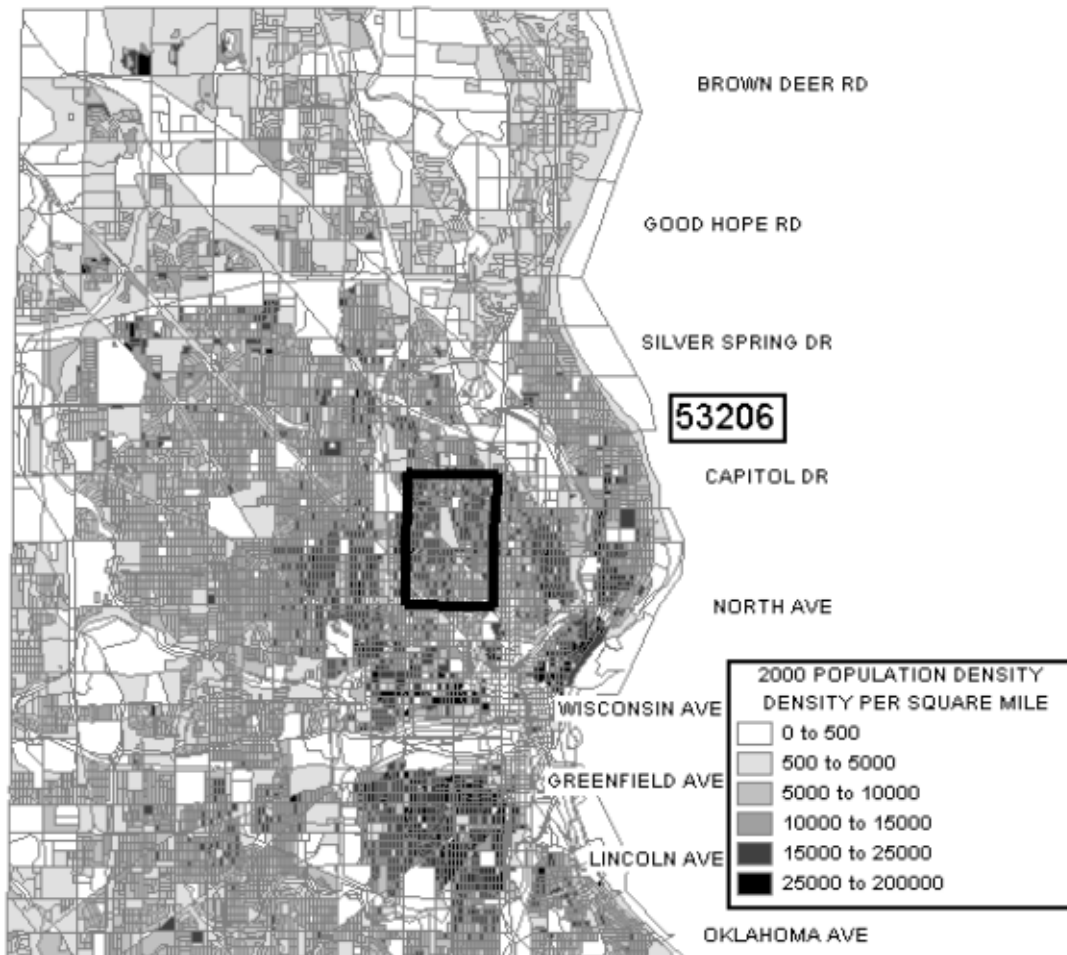 BROWN DEER RD
GOOD HOPE RD
SILVER SPRING DR
53206
CAPITOL DR
NORTH AVE
2000 POPULATION DENSITY
DENSITY PER SQUARE MILE
0 to 500
500 to 5000
5000 to 10000
10000 to 15000
15000 to 25000
25000 to 200000
WISCONSIN AVE
GREENFIELD AVE
LINCOLN AVE
OKLAHOMA AVE